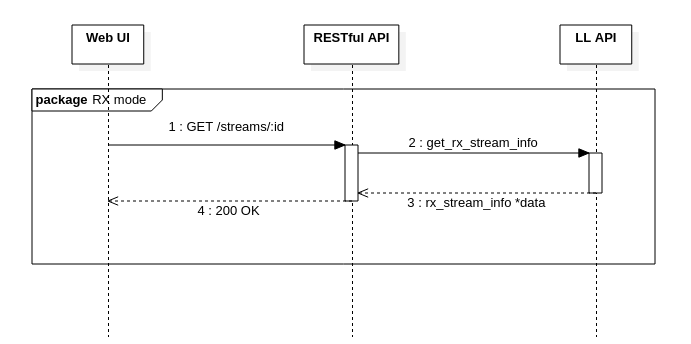 Web UI
RESTful API
LL API
package RX mode
1 : GET /streams/:id
2 : get_rx_stream_info
3 : rx_stream_info *data
4 : 200 OK